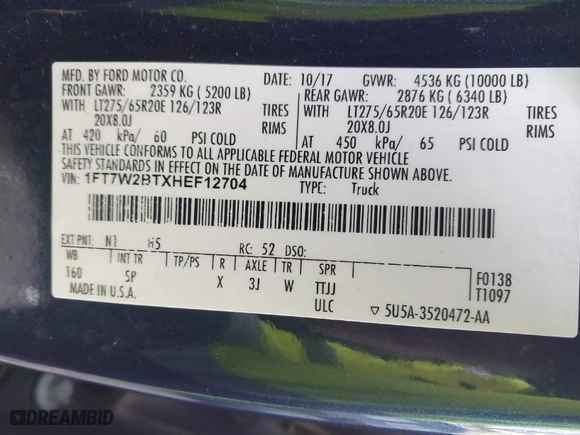 MFD. BY FORD MOTOR CO.
DATE: 10/17 GVWR: 4536 KG (10000 LB)
FRONT GAWR: 2359 KG (5200 LB)
REAR GAWR: 2876 KG (6340 LB)
WITH LT275/65R20E 126/123R TIRES
20X8.0J RIMS
AT 420 kPa/ 60 PSI COLD
WITH LT275/65R20E 126/123R TIRES
20X8.0J RIMS
AT 450 kPa/ 65 PSI COLD
THIS VEHICLE CONFORMS TO ALL APPLICABLE FEDERAL MOTOR VEHICLE
SAFETY STANDARDS IN EFFECT ON THE DATE OF MANUFACTURE SHOWN ABOVE.
VIN: 1FT7W2BTXHEF12704
TYPE: Truck
EXT PNT: N1 H5 RC: 52 DSO:
WB INT TR TP/PS R AXLE TR SPR
160 SP X 3J W TTJJ
ULC
F0138
T1097
MADE IN U.S.A.
▽ 5U5A-3520472-AA
DREAMBID